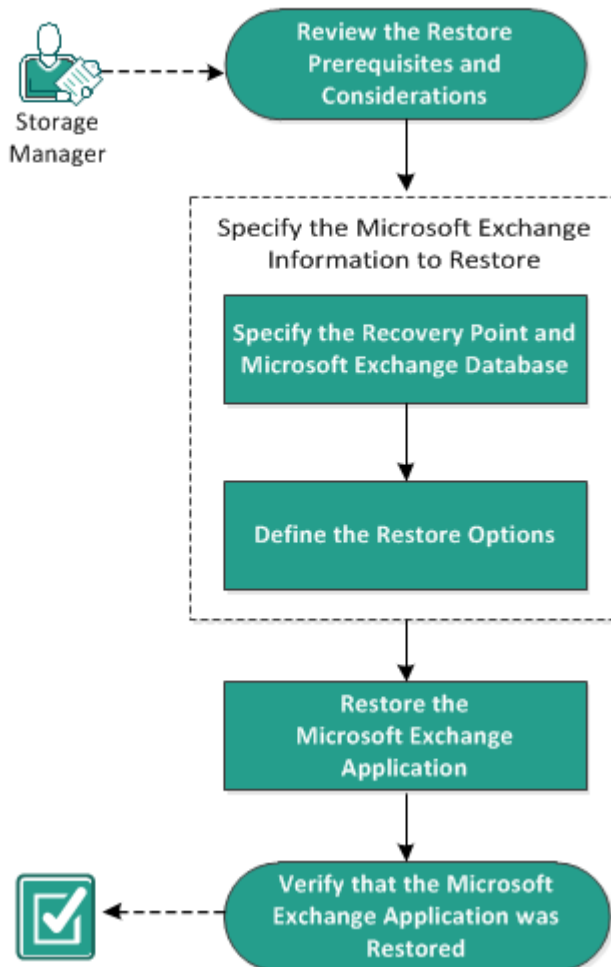 Review the Restore
Prerequisites and
Considerations
Storage
Manager
Specify the Microsoft Exchange
Information to Restore
Specify the Recovery Point and
Microsoft Exchange Database
Define the Restore Options
Restore the
Microsoft Exchange
Application
Verify that the Microsoft
Exchange Application was
Restored